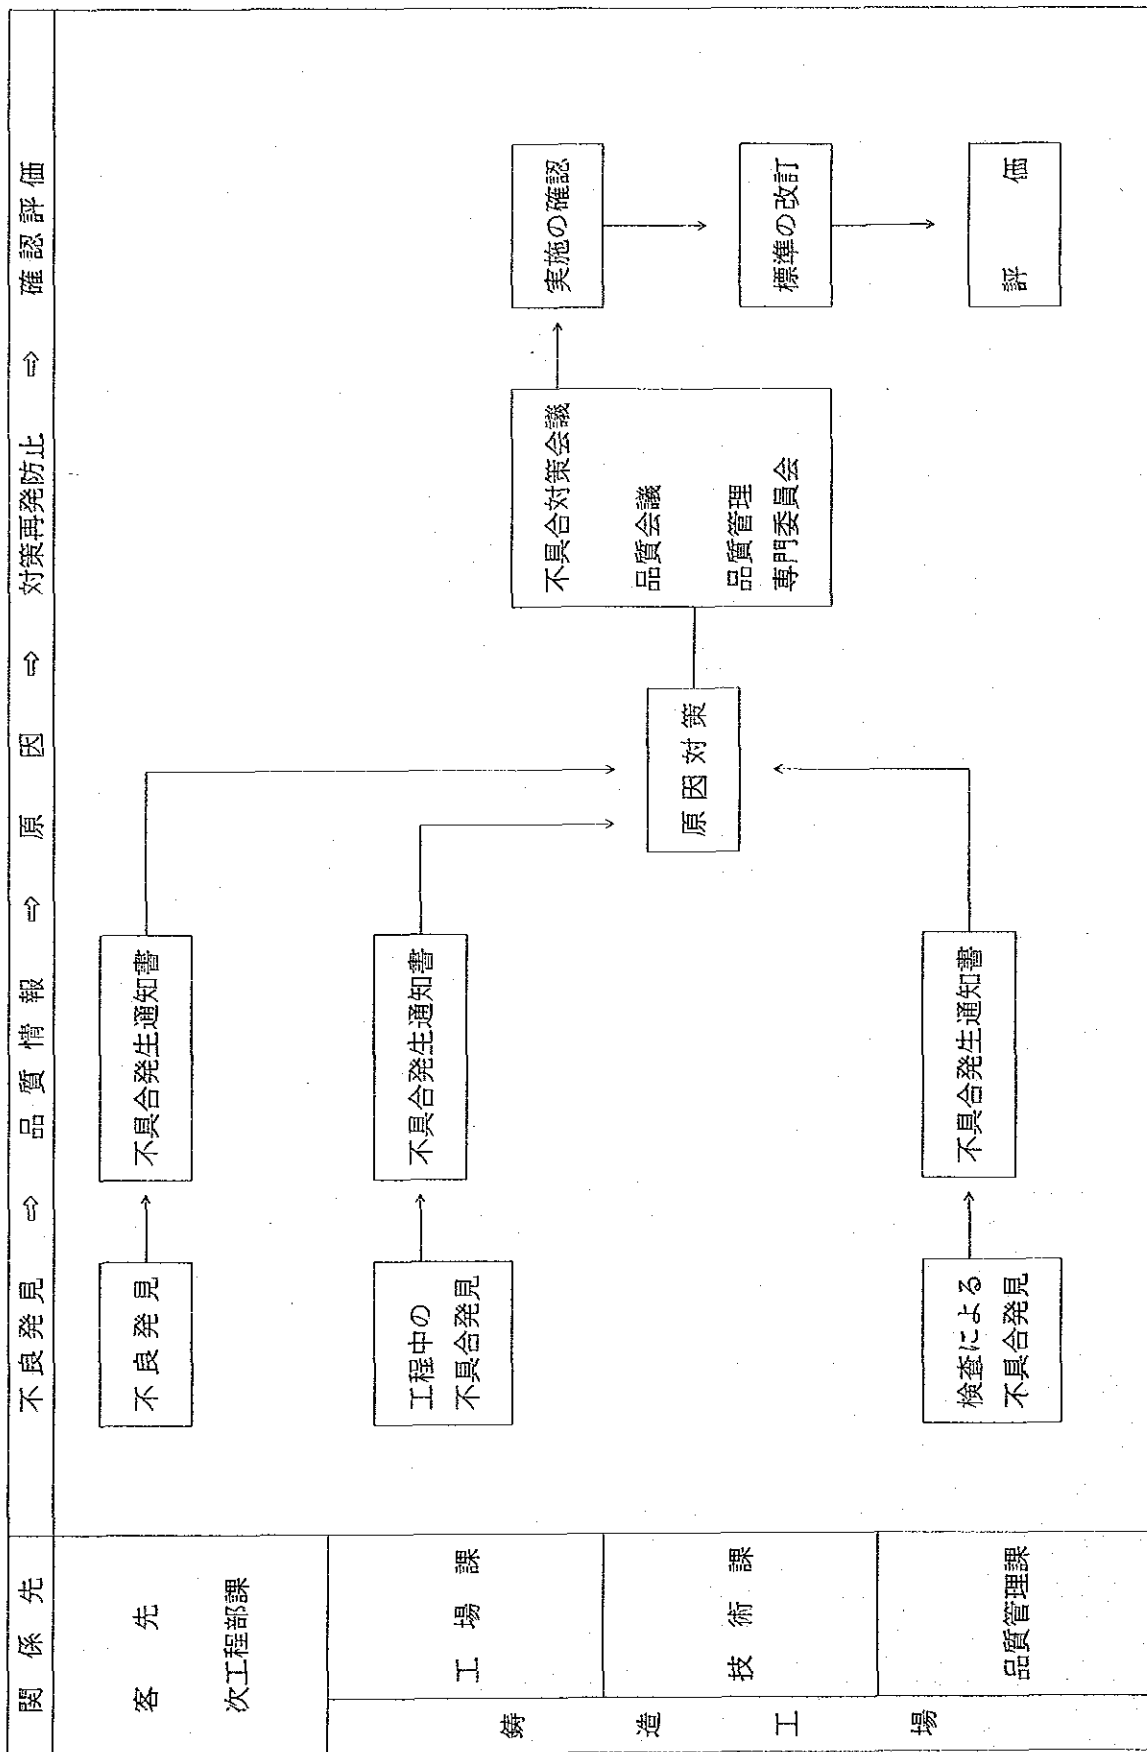 関係先
不良発見 ⇨ 品質情報 ⇨ 原因 ⇨ 対策再発防止 ⇨ 確認評価
客先
次工程部課
不良発見
不具合発生通知書
鋳造工場
工場課
工程中の
不具合発見
不具合発生通知書
技術課
原因対策
不具合対策会議
品質会議
品質管理
専門委員会
実施の確認
標準の改訂
品質管理課
検査による
不具合発見
不具合発生通知書
評価